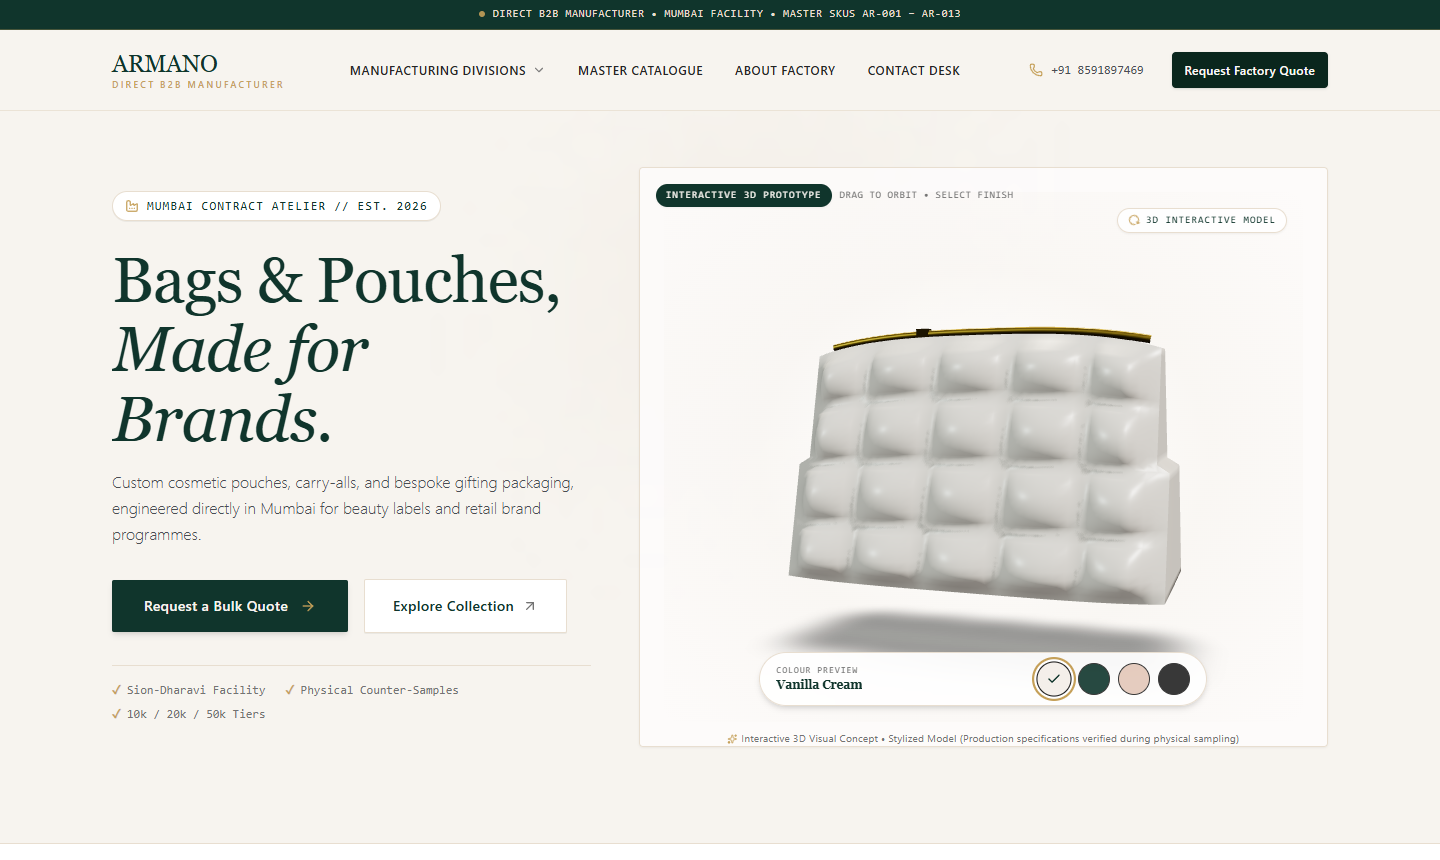 DIRECT B2B MANUFACTURER • MUMBAI FACILITY • MASTER SKUS AR-001 – AR-013
ARMANO
DIRECT B2B MANUFACTURER
MANUFACTURING DIVISIONS
MASTER CATALOGUE
ABOUT FACTORY
CONTACT DESK
+91 8591897469
Request Factory Quote
MUMBAI CONTRACT ATELIER // EST. 2026
Bags & Pouches,
Made for
Brands.
Custom cosmetic pouches, carry-alls, and bespoke gifting packaging,
engineered directly in Mumbai for beauty labels and retail brand
programmes.
Request a Bulk Quote →
Explore Collection ↗
✓ Sion-Dharavi Facility ✓ Physical Counter-Samples
✓ 10k / 20k / 50k Tiers
INTERACTIVE 3D PROTOTYPE DRAG TO ORBIT • SELECT FINISH
3D INTERACTIVE MODEL
COLOUR PREVIEW
Vanilla Cream
Interactive 3D Visual Concept • Stylized Model (Production specifications verified during physical sampling)